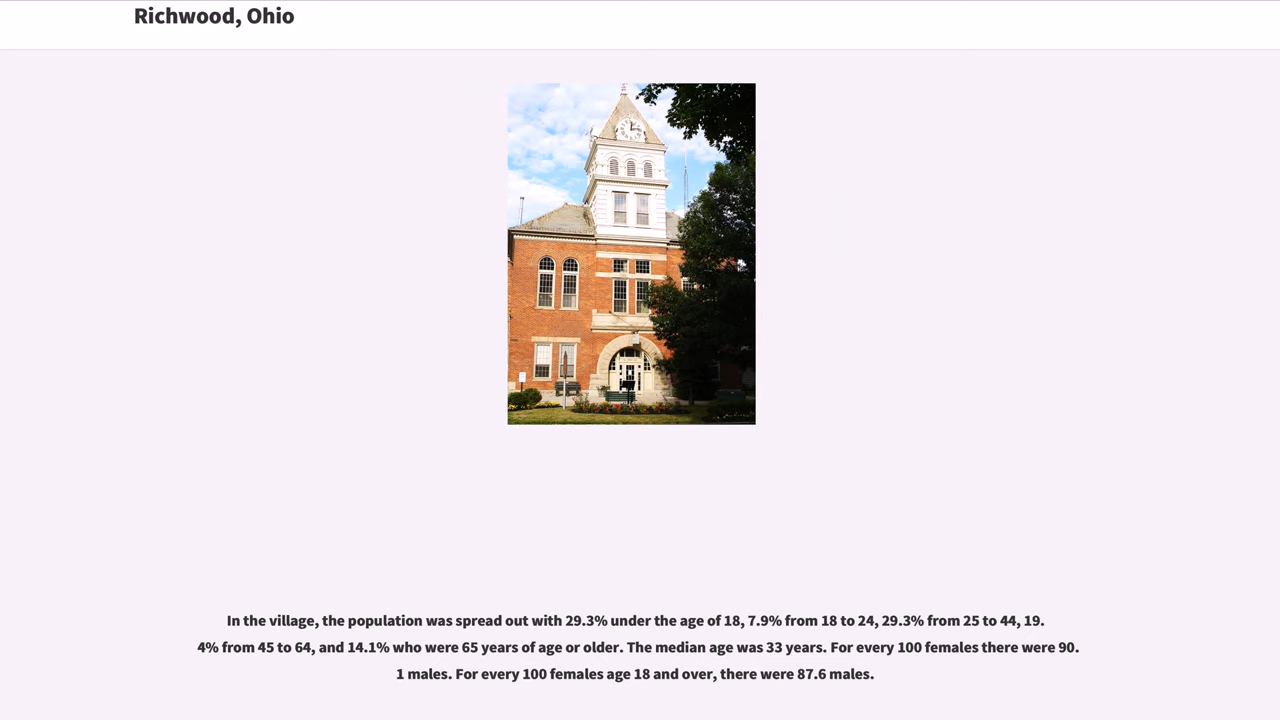 Richwood, Ohio
In the village, the population was spread out with 29.3% under the age of 18, 7.9% from 18 to 24, 29.3% from 25 to 44, 19.
4% from 45 to 64, and 14.1% who were 65 years of age or older. The median age was 33 years. For every 100 females there were 90.
1 males. For every 100 females age 18 and over, there were 87.6 males.